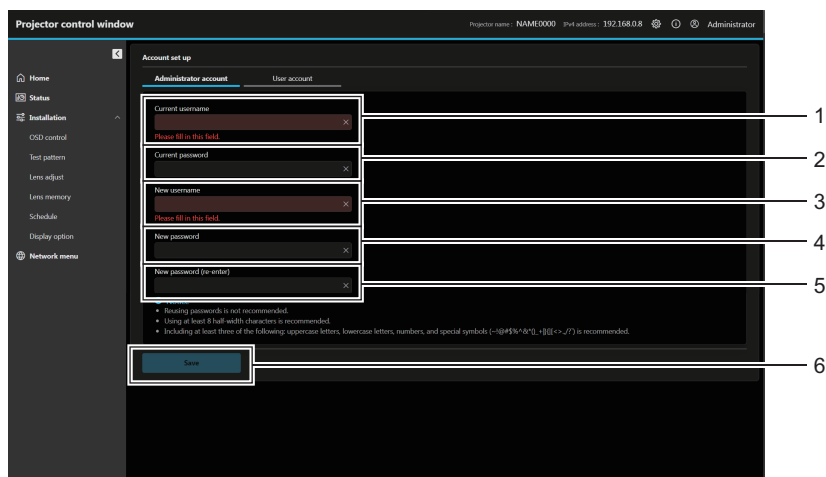 Projector control window
Projector name : NAME0000 IPv4 address : 192.168.0.8 Administrator
Account set up
Administrator account User account
Home
Status
Installation
OSD control
Test pattern
Lens adjust
Lens memory
Schedule
Display option
Network menu
Current username
Please fill in this field.
Current password
New username
Please fill in this field.
New password
New password (re-enter)
Reusing passwords is not recommended.
Using at least 8 half-width characters is recommended.
Including at least three of the following: uppercase letters, lowercase letters, numbers, and special symbols is recommended.
Save
1
2
3
4
5
6